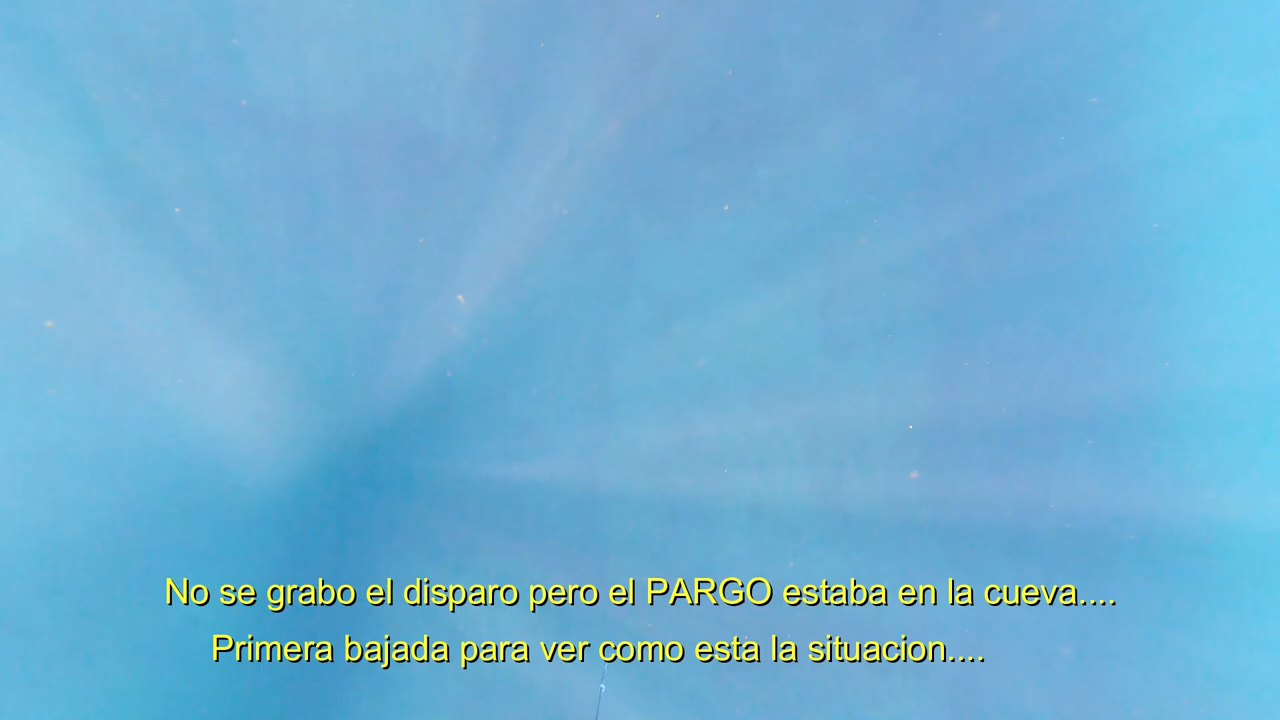 No se grabo el disparo pero el PARGO estaba en la cueva....
Primera bajada para ver como esta la situacion....